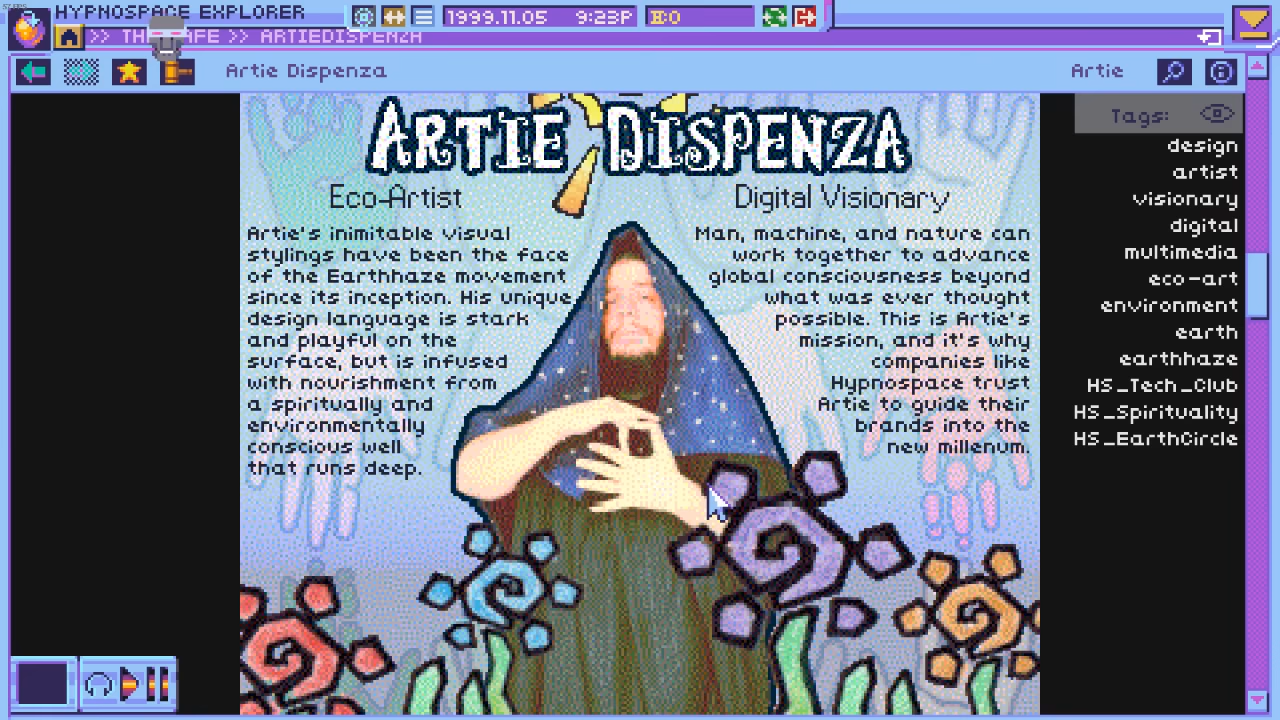 HYPNOSPACE EXPLORER
1999.11.05 9:23P
:0
>> TH AFE >> ARTIEDISPENZA
Artie Dispenza
Artie
ARTIE DISPENZA
Eco-Artist
Artie's inimitable visual
stylings have been the face
of the Earthhaze movement
since its inception. His unique
design language is stark
and playful on the
surface, but is infused
with nourishment from
a spiritually and
environmentally
conscious well
that runs deep.
Digital Visionary
Man, machine, and nature can
work together to advance
global consciousness beyond
what was ever thought
possible. This is Artie's
mission, and it's why
companies like
Hypnospace trust
Artie to guide their
brands into the
new millenum.
Tags:
design
artist
visionary
digital
multimedia
eco-art
environment
earth
earthhaze
HS_Tech_Club
HS_Spirituality
HS_EarthCircle